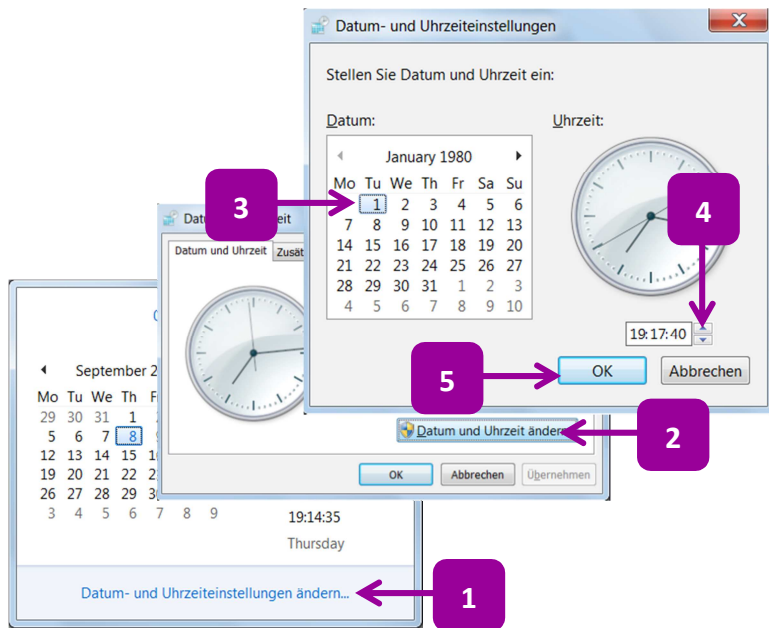 Datum- und Uhrzeiteinstellungen
Stellen Sie Datum und Uhrzeit ein:
Datum:
Uhrzeit:
January 1980
Mo Tu We Th Fr Sa Su
1 2 3 4 5 6
7 8 9 10 11 12 13
14 15 16 17 18 19 20
21 22 23 24 25 26 27
28 29 30 31 1 2 3
4 5 6 7 8 9 10
19:17:40
OK
Abbrechen
3
4
5
Datum und Uhrzeit
Datum und Uhrzeit ändern
2
OK
Abbrechen
Übernehmen
September 2
Mo Tu We Th
29 30 31 1
5 6 7 8
12 13 14 15
19 20 21 22
26 27 28 29
3 4 5 6 7 8 9
19:14:35
Thursday
Datum- und Uhrzeiteinstellungen ändern...
1